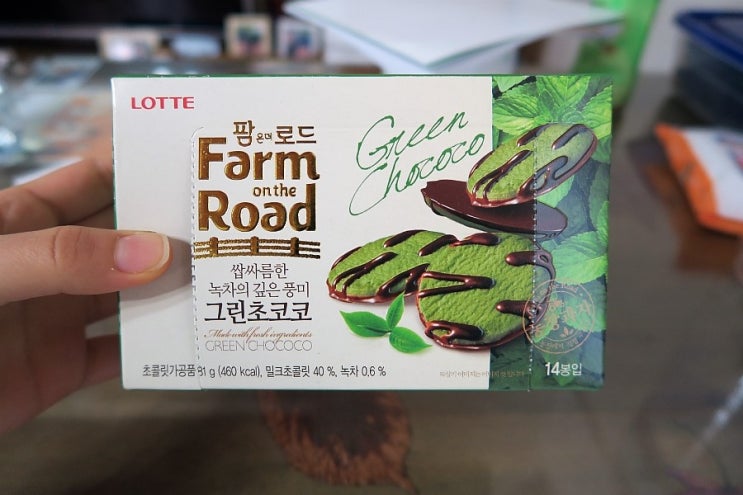 LOTTE
팜온더로드
Farm
on the
Road
쌉싸름한
녹차의 깊은 풍미
그린초코코
Made with fresh ingredients
GREEN CHOCOCO
초콜릿가공품 81 g (460 kcal), 밀크초콜릿 40 %, 녹차 0.6 %
Green
Chococo
14봉입